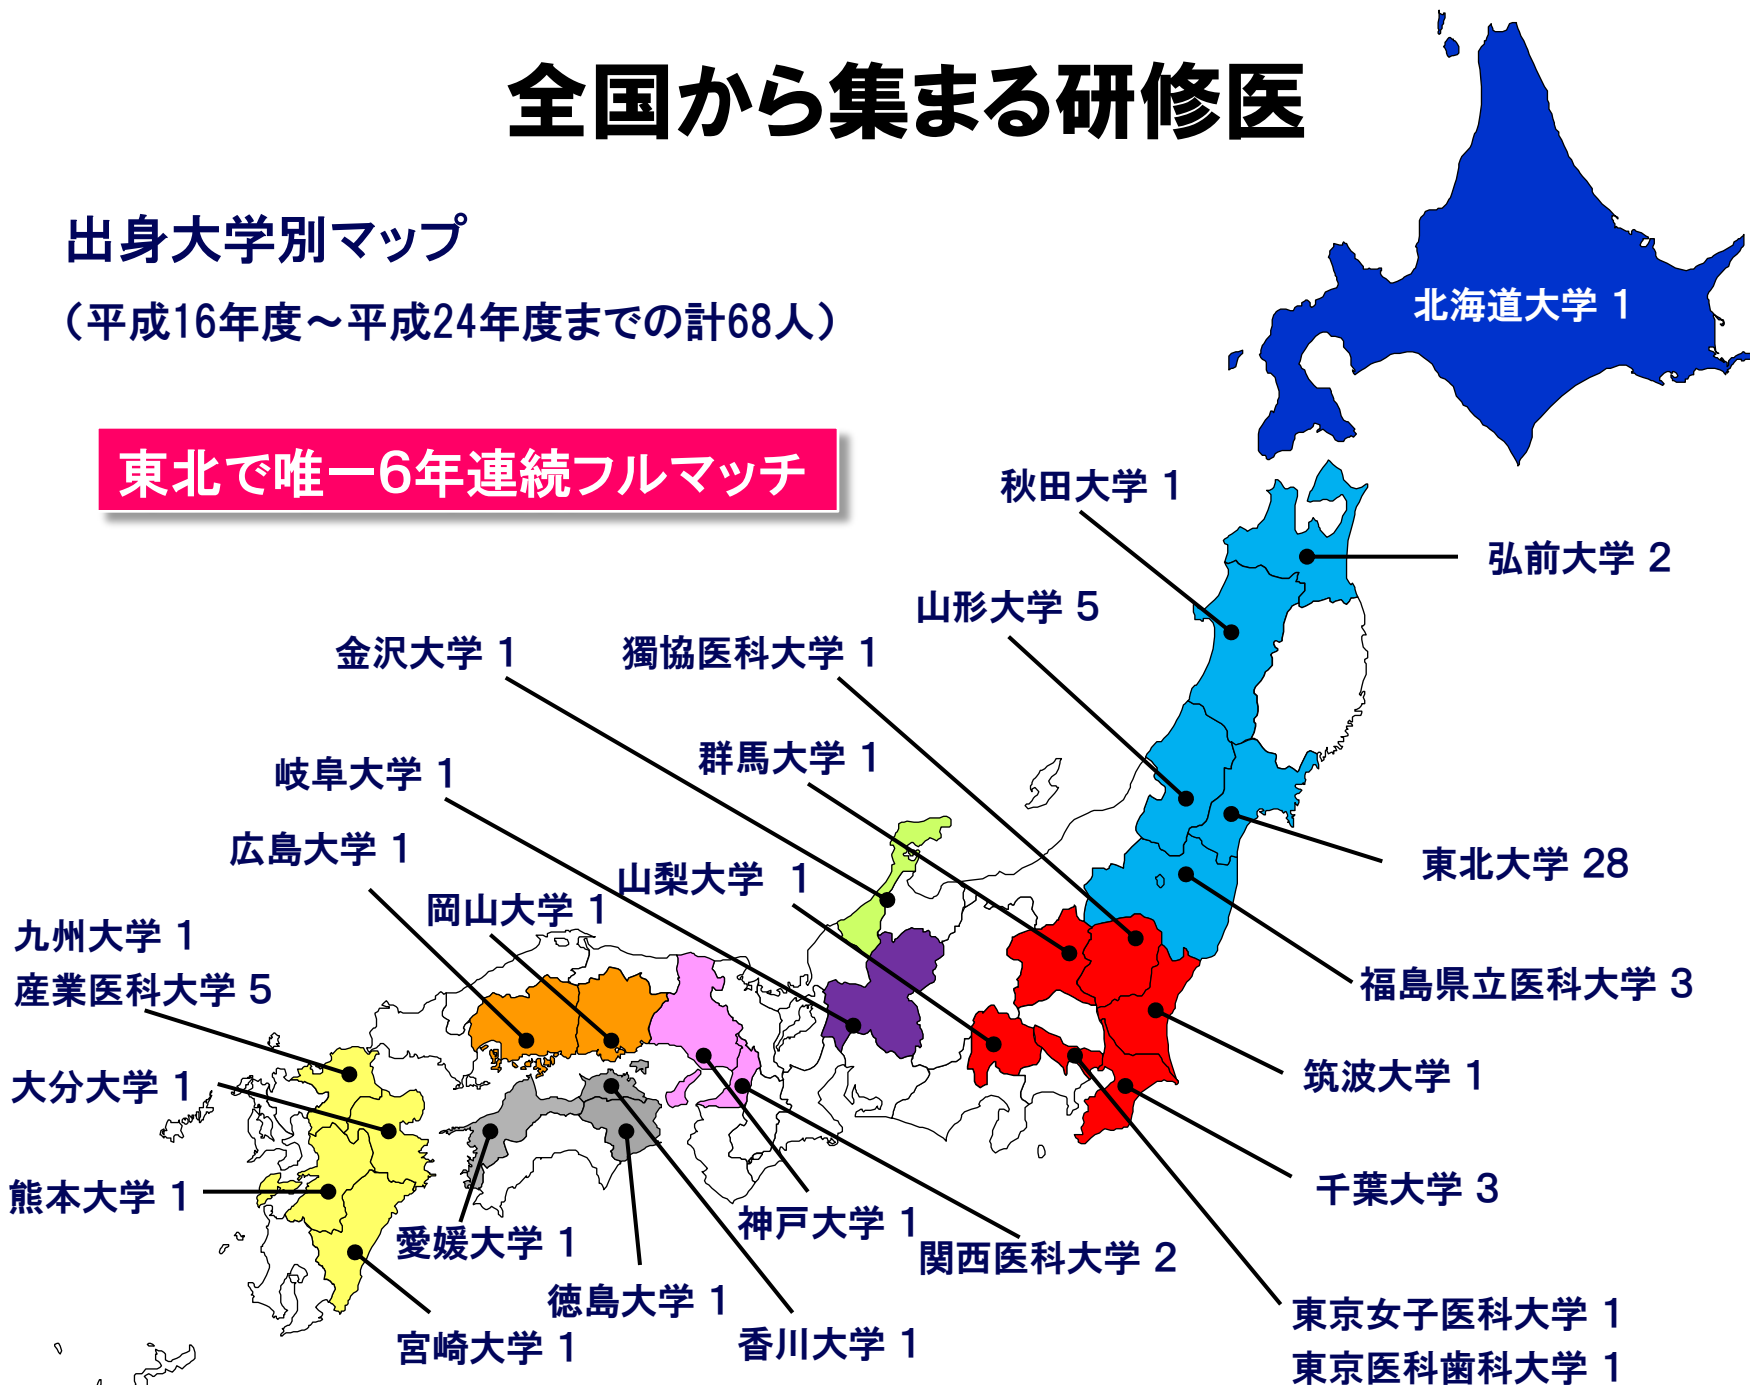 全国から集まる研修医
出身大学別マップ
（平成16年度～平成24年度までの計68人）
東北で唯一6年連続フルマッチ
北海道大学 1
秋田大学 1
弘前大学 2
山形大学 5
金沢大学 1
獨協医科大学 1
群馬大学 1
岐阜大学 1
広島大学 1
東北大学 28
山梨大学 1
岡山大学 1
九州大学 1
産業医科大学 5
福島県立医科大学 3
大分大学 1
筑波大学 1
熊本大学 1
千葉大学 3
愛媛大学 1
神戸大学 1
関西医科大学 2
徳島大学 1
東京女子医科大学 1
宮崎大学 1
香川大学 1
東京医科歯科大学 1